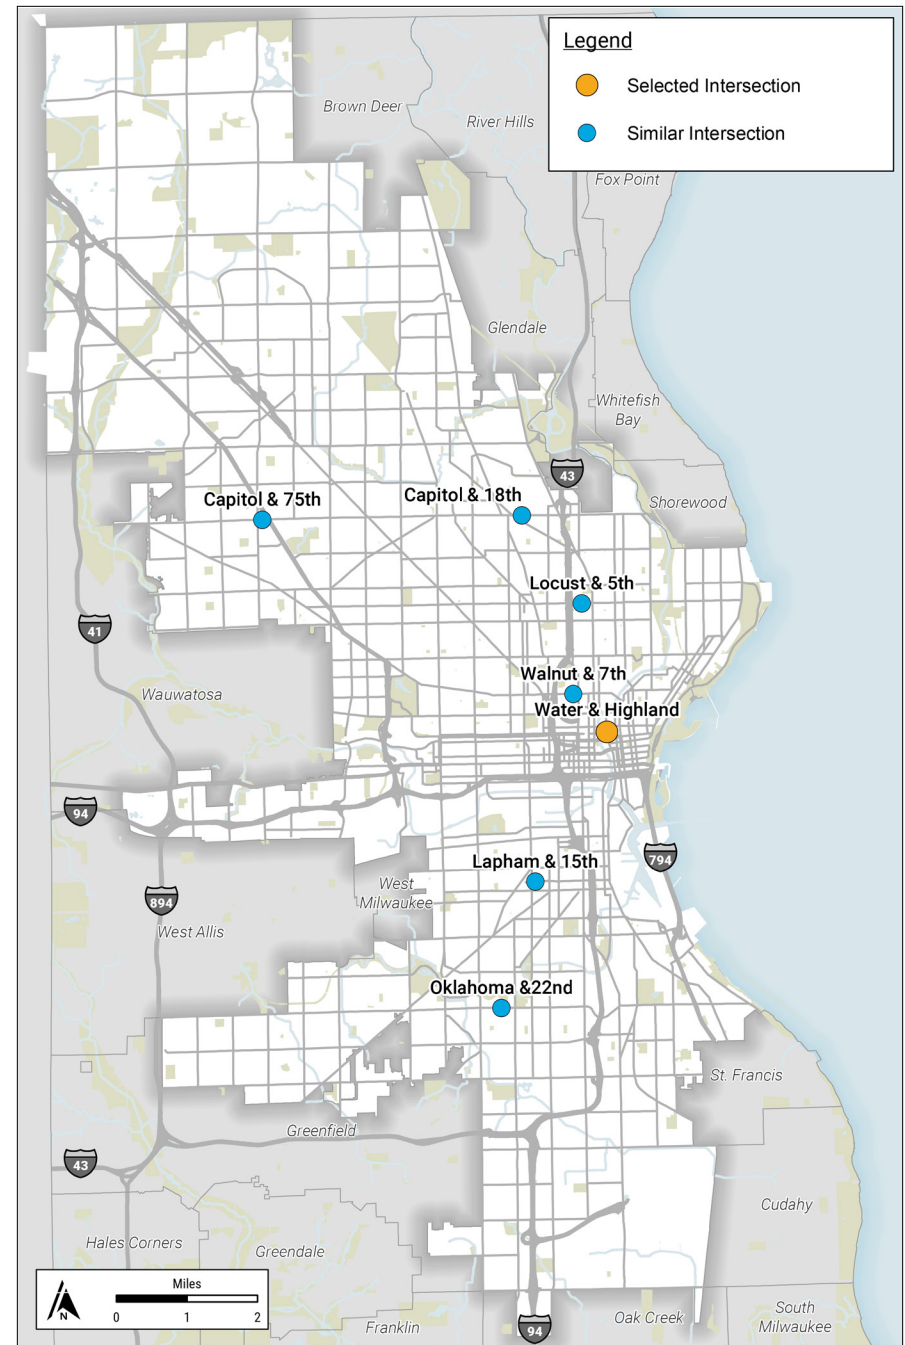 Legend
Selected Intersection
Similar Intersection
Brown Deer
River Hills
Fox Point
Glendale
Whitefish
Bay
43
Shorewood
Capitol & 75th
Capitol & 18th
Locust & 5th
41
Walnut & 7th
Wauwatosa
Water & Highland
94
794
Lapham & 15th
West
Milwaukee
894
West Allis
Oklahoma &22nd
St. Francis
Greenfield
43
Cudahy
Hales Corners
Greendale
Miles
0 1 2
N
94
Franklin
Oak Creek
South
Milwaukee